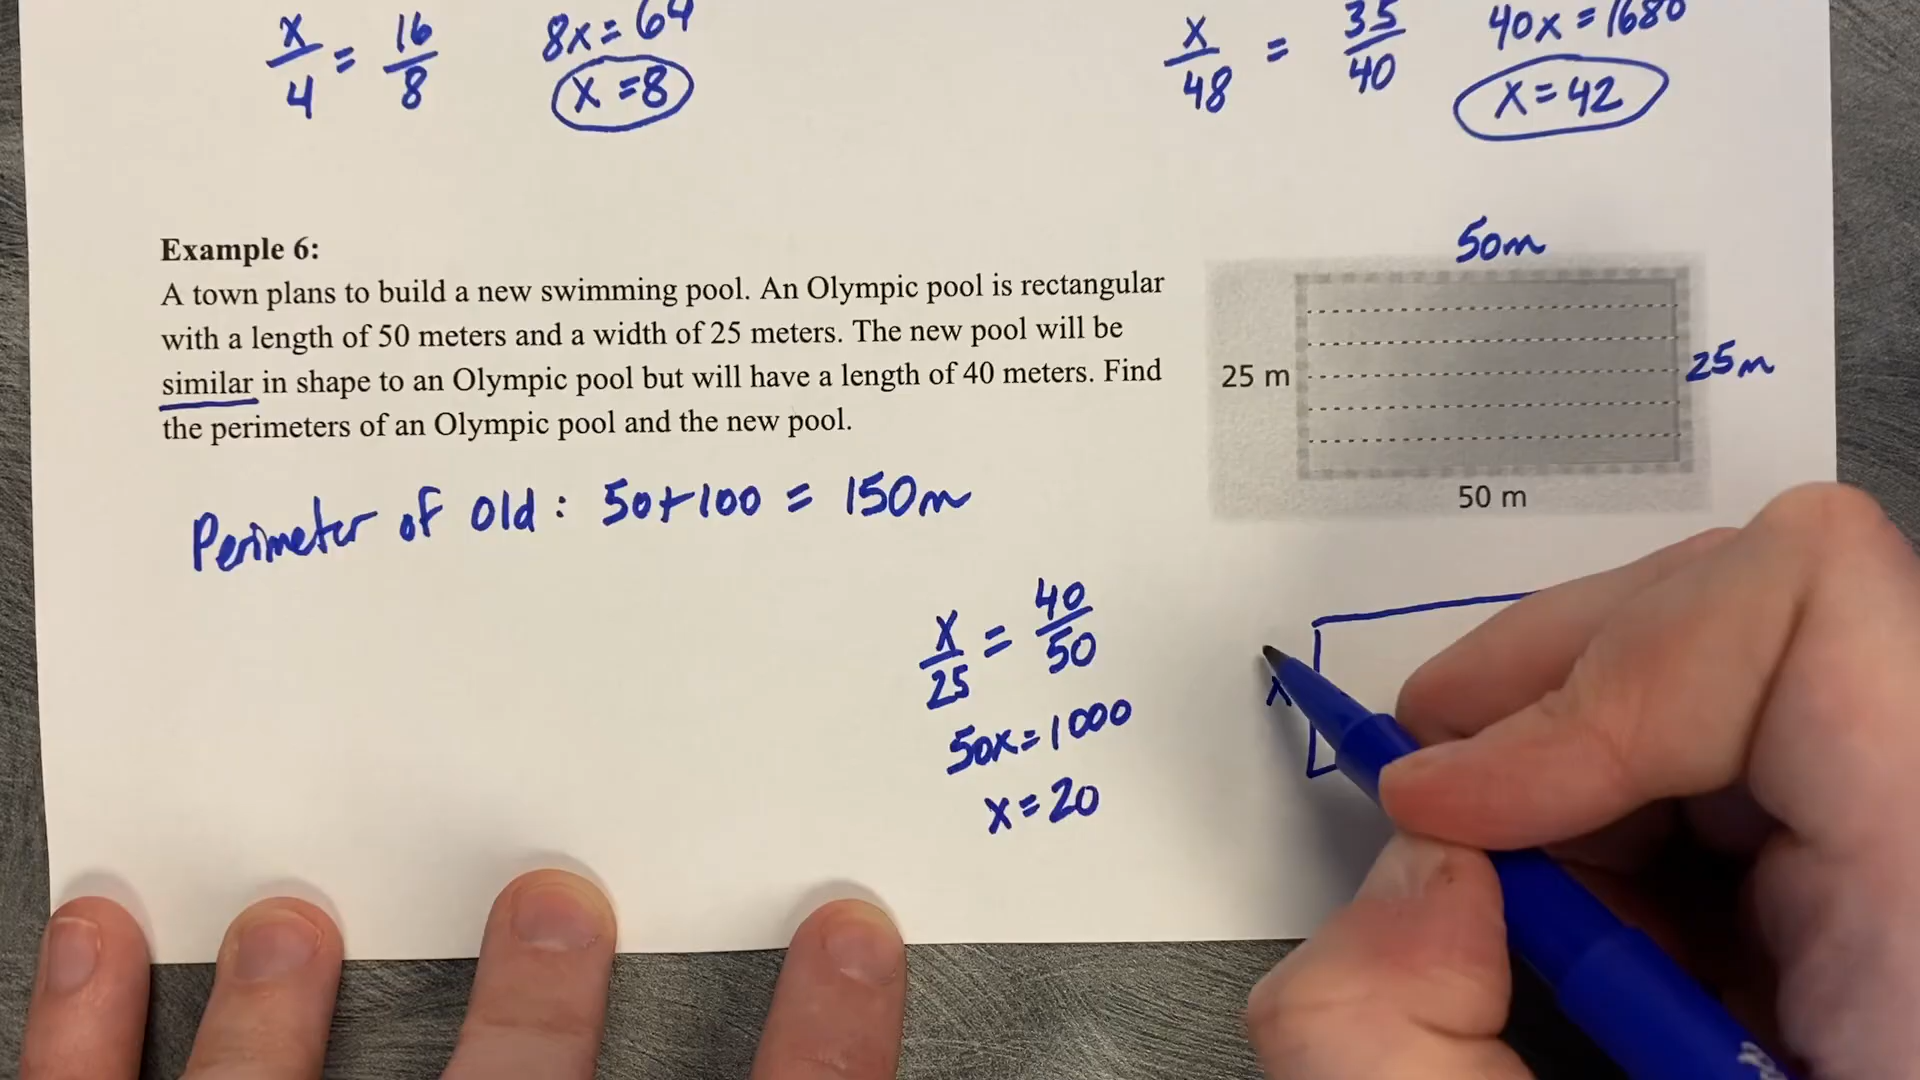 x/4 = 16/8 8x = 64
x = 8
x/48 = 35/40 40x = 1680
x = 42
Example 6:
A town plans to build a new swimming pool. An Olympic pool is rectangular
with a length of 50 meters and a width of 25 meters. The new pool will be
similar in shape to an Olympic pool but will have a length of 40 meters. Find
the perimeters of an Olympic pool and the new pool.
50m
25 m
25m
50 m
Perimeter of old: 50+100 = 150m
x/25 = 40/50
50x = 1000
x = 20
x